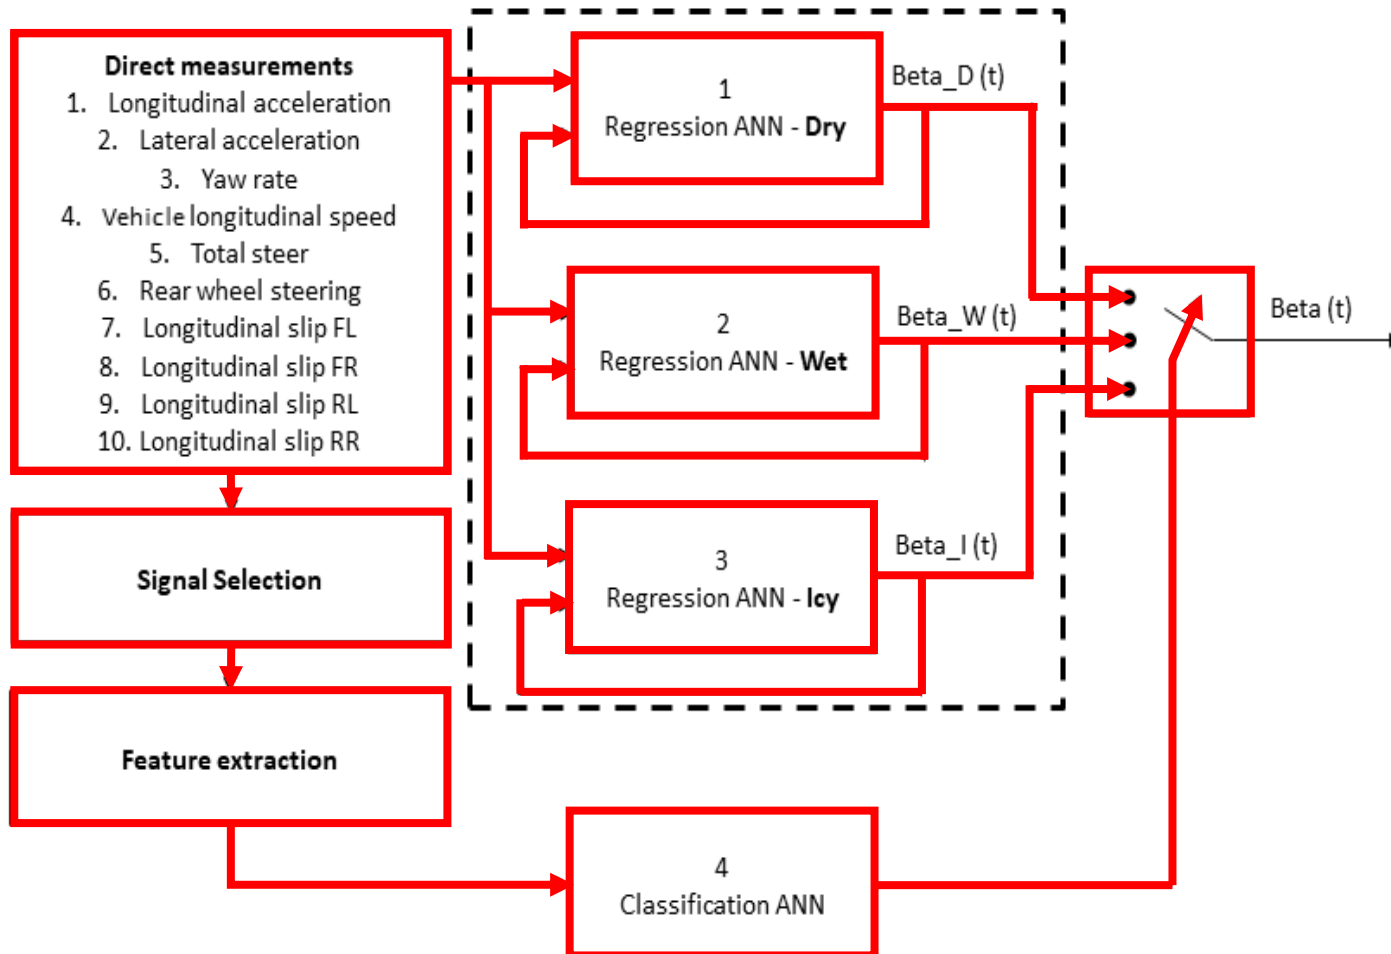 Direct measurements
1. Longitudinal acceleration
2. Lateral acceleration
3. Yaw rate
4. Vehicle longitudinal speed
5. Total steer
6. Rear wheel steering
7. Longitudinal slip FL
8. Longitudinal slip FR
9. Longitudinal slip RL
10. Longitudinal slip RR
Signal Selection
Feature extraction
1
Regression ANN - Dry
Beta_D (t)
2
Regression ANN - Wet
Beta_W (t)
3
Regression ANN - Icy
Beta_I (t)
4
Classification ANN
Beta (t)